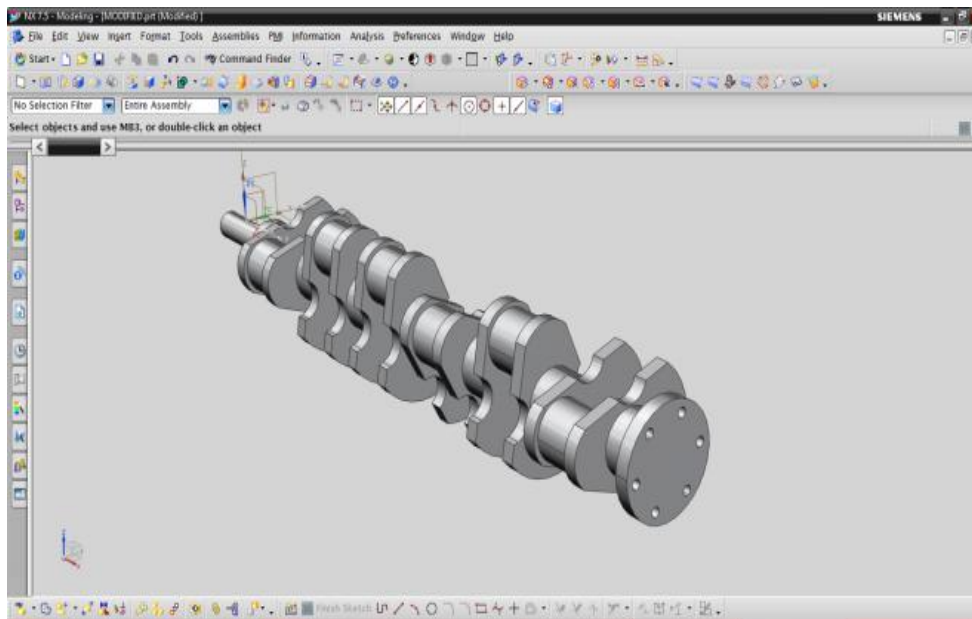 NX 7.5 - Modeling - [MODIFIED.prt (Modified) ]
SIEMENS
File Edit View Insert Format Tools Assemblies PMI Information Analysis Preferences Window Help
Start
Command Finder
No Selection Filter
Entire Assembly
Select objects and use MB3, or double-click an object
Finish Sketch